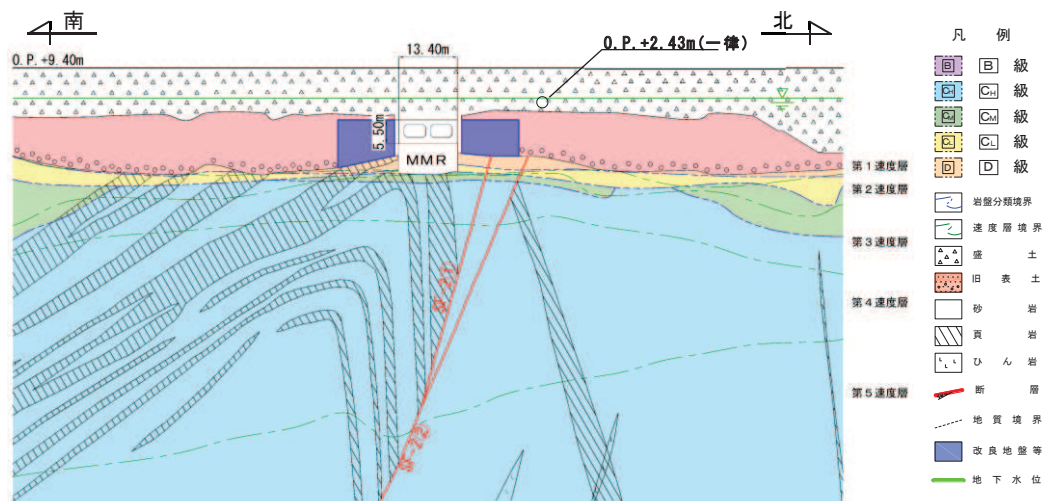 南
北
O.P.+2.43m(一律)
13.40m
O.P.+9.40m
5.50m
MMR
第1速度層
第2速度層
第3速度層
第4速度層
第5速度層
凡 例
B B 級
CH CH 級
CM CM 級
CL CL 級
D D 級
岩盤分類境界
速度層境界
盛土
旧表土
砂岩
頁岩
ひん岩
断層
地質境界
改良地盤等
地下水位